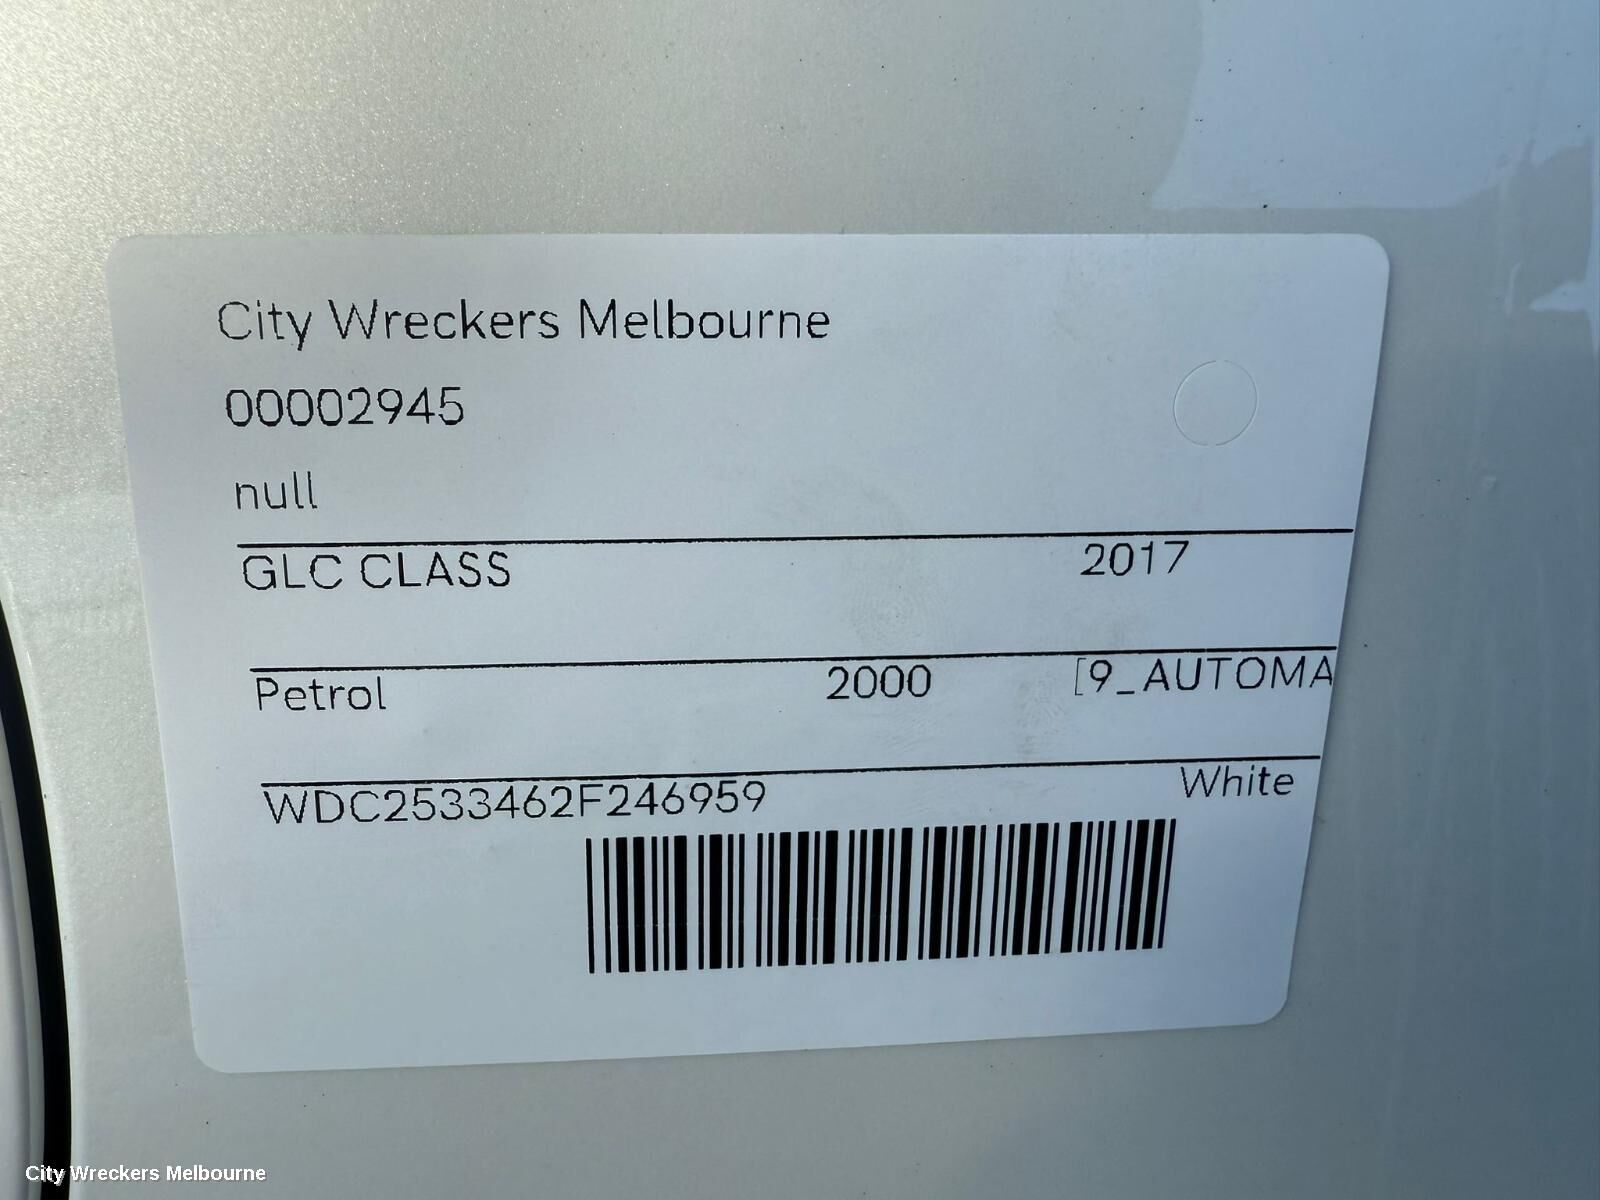 City Wreckers Melbourne
00002945
null
GLC CLASS 2017
Petrol 2000 [9_AUTOMA
WDC2533462F246959 White
City Wreckers Melbourne